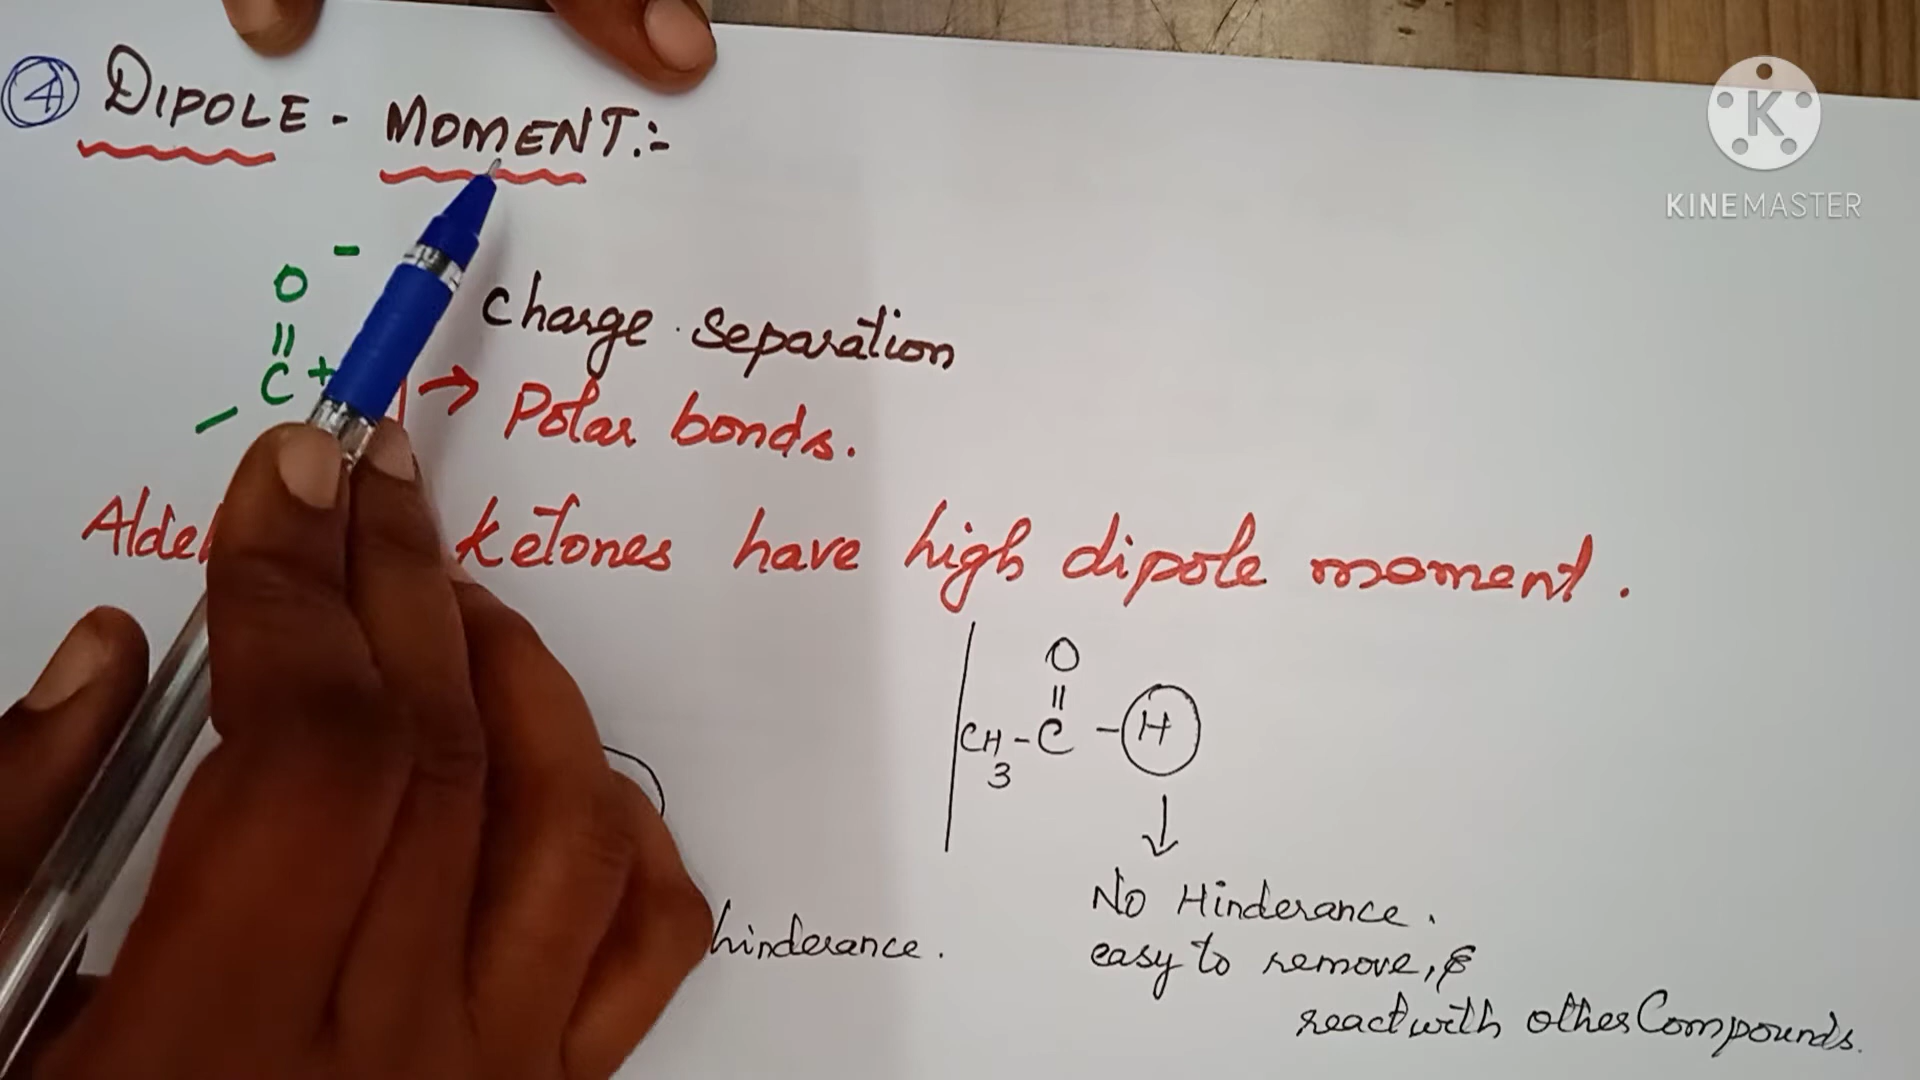 ④ DIPOLE - MOMENT:-
O -
||
C +
Charge separation
→ Polar bonds.
ketones have high dipole moment.
O
||
CH3 - C - H
↓
No Hinderance.
hinderance.
easy to remove, &
react with other Compounds.
K
KINEMASTER